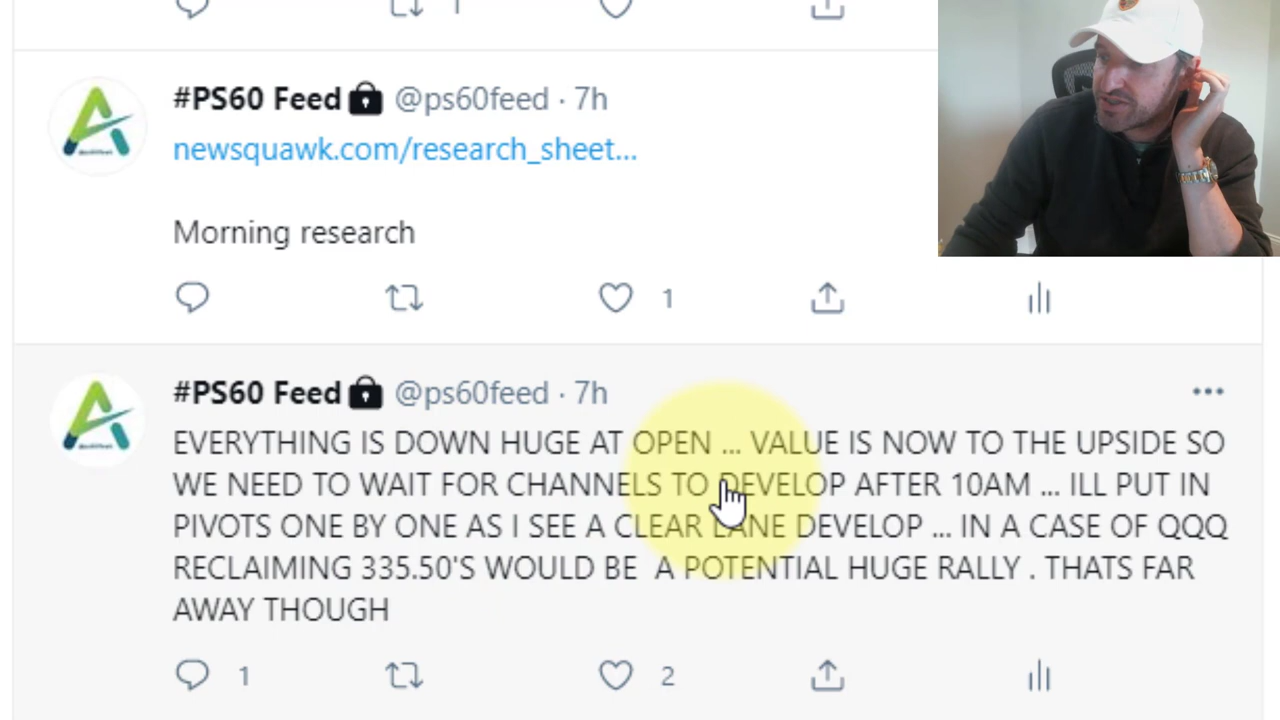 1
#PS60 Feed @ps60feed · 7h
newsquawk.com/research_sheet...
Morning research
1
#PS60 Feed @ps60feed · 7h
EVERYTHING IS DOWN HUGE AT OPEN ... VALUE IS NOW TO THE UPSIDE SO
WE NEED TO WAIT FOR CHANNELS TO DEVELOP AFTER 10AM ... ILL PUT IN
PIVOTS ONE BY ONE AS I SEE A CLEAR LANE DEVELOP ... IN A CASE OF QQQ
RECLAIMING 335.50'S WOULD BE  A POTENTIAL HUGE RALLY . THATS FAR
AWAY THOUGH
1 2